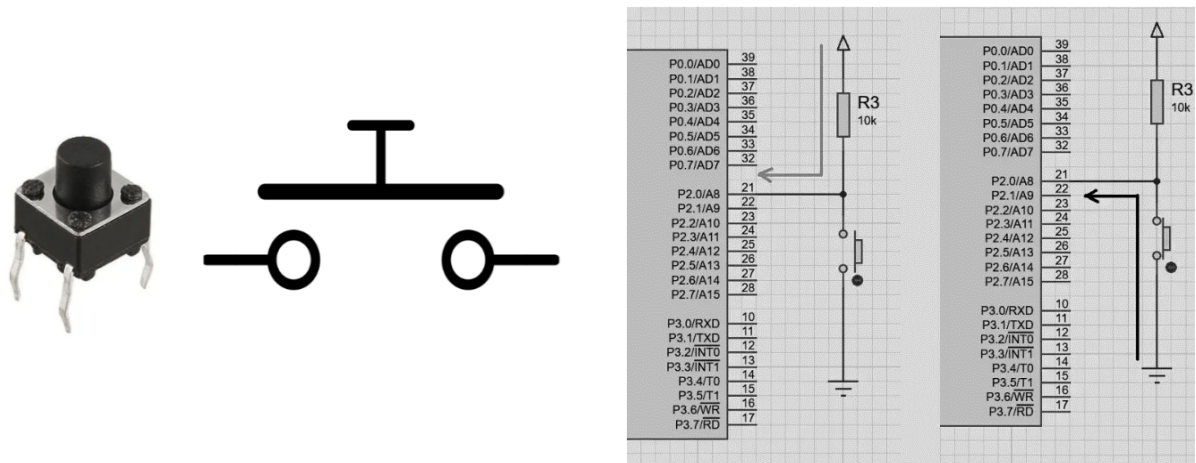 39
P0.0/AD0
38
P0.1/AD1
37
P0.2/AD2
36
P0.3/AD3
35
P0.4/AD4
34
P0.5/AD5
33
P0.6/AD6
32
P0.7/AD7
R3
10k
21
P2.0/A8
22
P2.1/A9
23
P2.2/A10
24
P2.3/A11
25
P2.4/A12
26
P2.5/A13
27
P2.6/A14
28
P2.7/A15
10
P3.0/RXD
11
P3.1/TXD
12
P3.2/INT0
13
P3.3/INT1
14
P3.4/T0
15
P3.5/T1
16
P3.6/WR
17
P3.7/RD
39
P0.0/AD0
38
P0.1/AD1
37
P0.2/AD2
36
P0.3/AD3
35
P0.4/AD4
34
P0.5/AD5
33
P0.6/AD6
32
P0.7/AD7
R3
10k
21
P2.0/A8
22
P2.1/A9
23
P2.2/A10
24
P2.3/A11
25
P2.4/A12
26
P2.5/A13
27
P2.6/A14
28
P2.7/A15
10
P3.0/RXD
11
P3.1/TXD
12
P3.2/INT0
13
P3.3/INT1
14
P3.4/T0
15
P3.5/T1
16
P3.6/WR
17
P3.7/RD